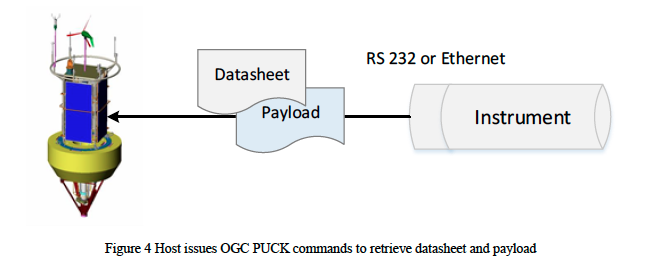 RS 232 or Ethernet
Datasheet
Payload
Instrument
Figure 4 Host issues OGC PUCK commands to retrieve datasheet and payload